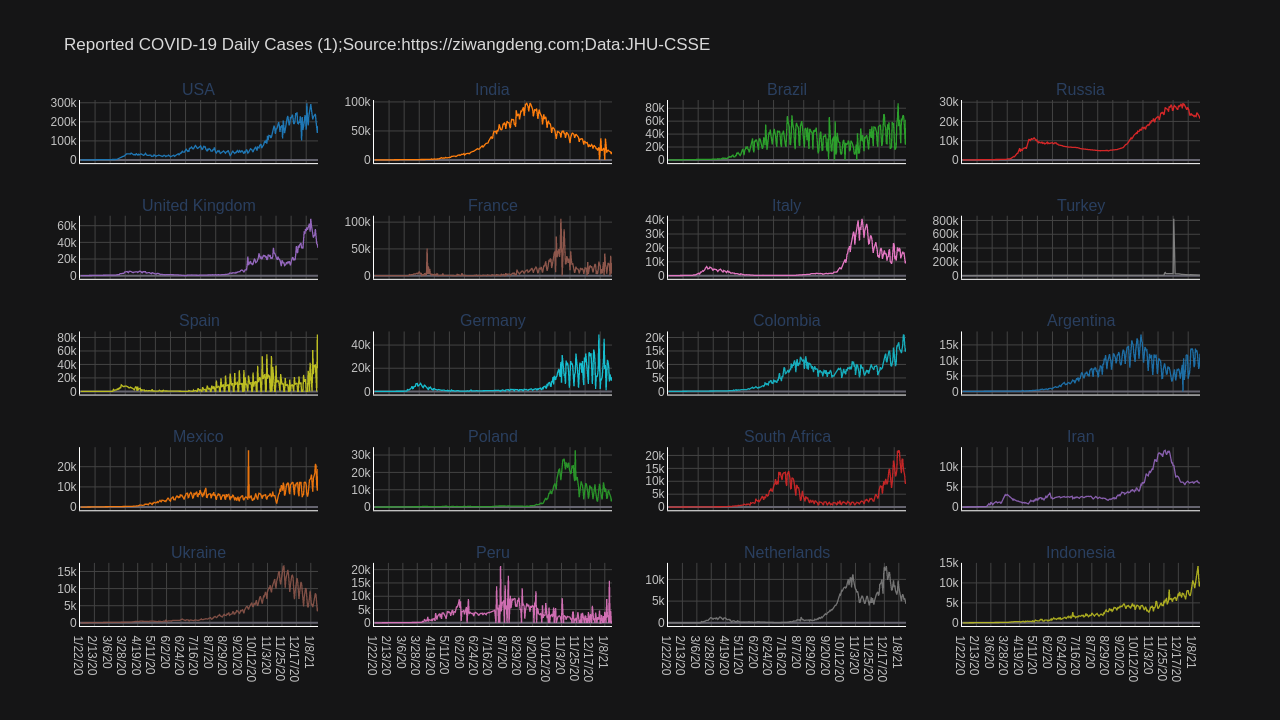 Reported COVID-19 Daily Cases (1);Source:https://ziwangdeng.com;Data:JHU-CSSE
USA
India
Brazil
Russia
300k
200k
100k
0
100k
50k
0
80k
60k
40k
20k
0
30k
20k
10k
0
United Kingdom
France
Italy
Turkey
60k
40k
20k
0
100k
50k
0
40k
30k
20k
10k
0
800k
600k
400k
200k
0
Spain
Germany
Colombia
Argentina
80k
60k
40k
20k
0
40k
20k
0
20k
15k
10k
5k
0
15k
10k
5k
0
Mexico
Poland
South Africa
Iran
20k
10k
0
30k
20k
10k
0
20k
15k
10k
5k
0
10k
5k
0
Ukraine
Peru
Netherlands
Indonesia
15k
10k
5k
0
20k
15k
10k
5k
0
10k
5k
0
15k
10k
5k
0
1/22/20
2/13/20
3/6/20
3/28/20
4/19/20
5/11/20
6/2/20
6/24/20
7/16/20
8/7/20
8/29/20
9/20/20
10/12/20
11/3/20
11/25/20
12/17/20
1/8/21
1/22/20
2/13/20
3/6/20
3/28/20
4/19/20
5/11/20
6/2/20
6/24/20
7/16/20
8/7/20
8/29/20
9/20/20
10/12/20
11/3/20
11/25/20
12/17/20
1/8/21
1/22/20
2/13/20
3/6/20
3/28/20
4/19/20
5/11/20
6/2/20
6/24/20
7/16/20
8/7/20
8/29/20
9/20/20
10/12/20
11/3/20
11/25/20
12/17/20
1/8/21
1/22/20
2/13/20
3/6/20
3/28/20
4/19/20
5/11/20
6/2/20
6/24/20
7/16/20
8/7/20
8/29/20
9/20/20
10/12/20
11/3/20
11/25/20
12/17/20
1/8/21